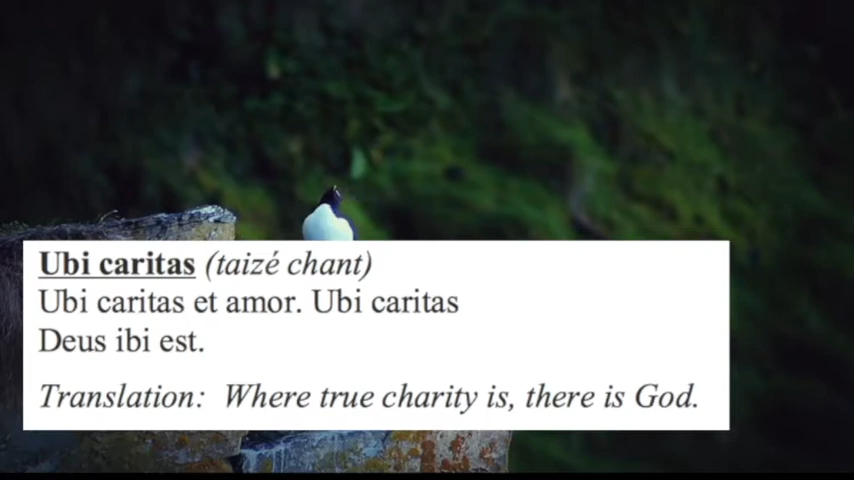 Ubi caritas (taizé chant)
Ubi caritas et amor. Ubi caritas
Deus ibi est.
Translation: Where true charity is, there is God.